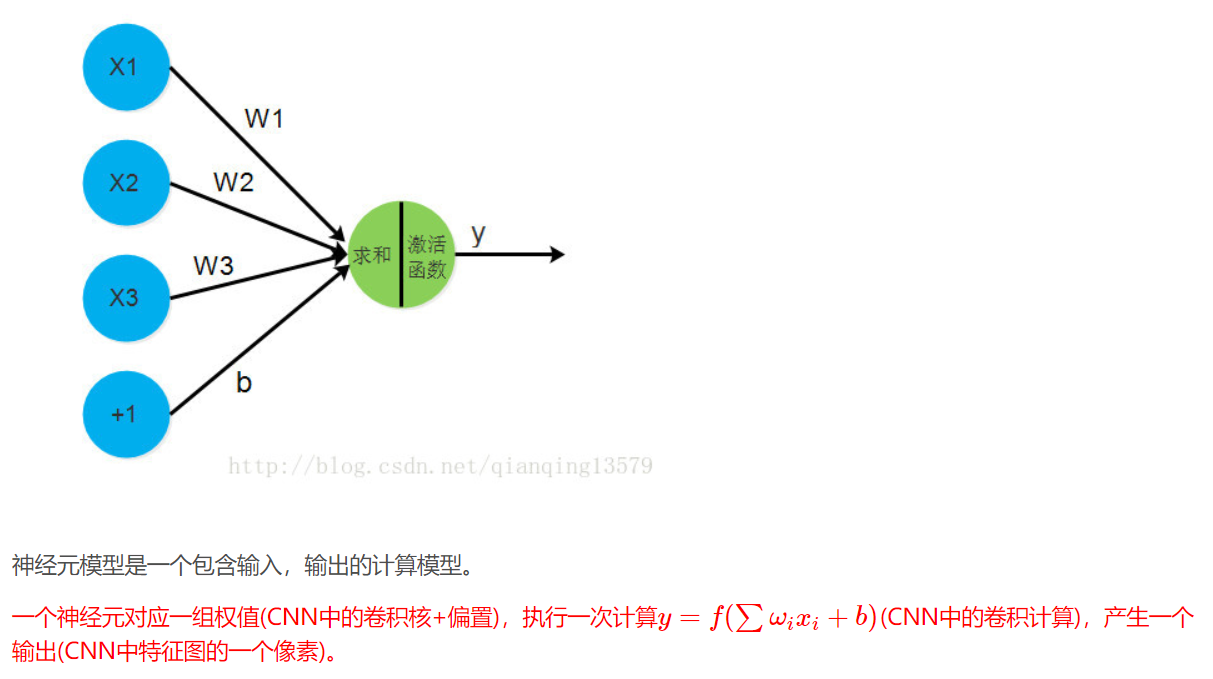 X1
W1
X2
W2
求和
激活
函数
y
X3
W3
+1
b
http://blog.csdn.net/qianqing13579
神经元模型是一个包含输入，输出的计算模型。
一个神经元对应一组权值(CNN中的卷积核+偏置)，执行一次计算y = f(∑ ω_i x_i + b)(CNN中的卷积计算)，产生一个
输出(CNN中特征图的一个像素)。